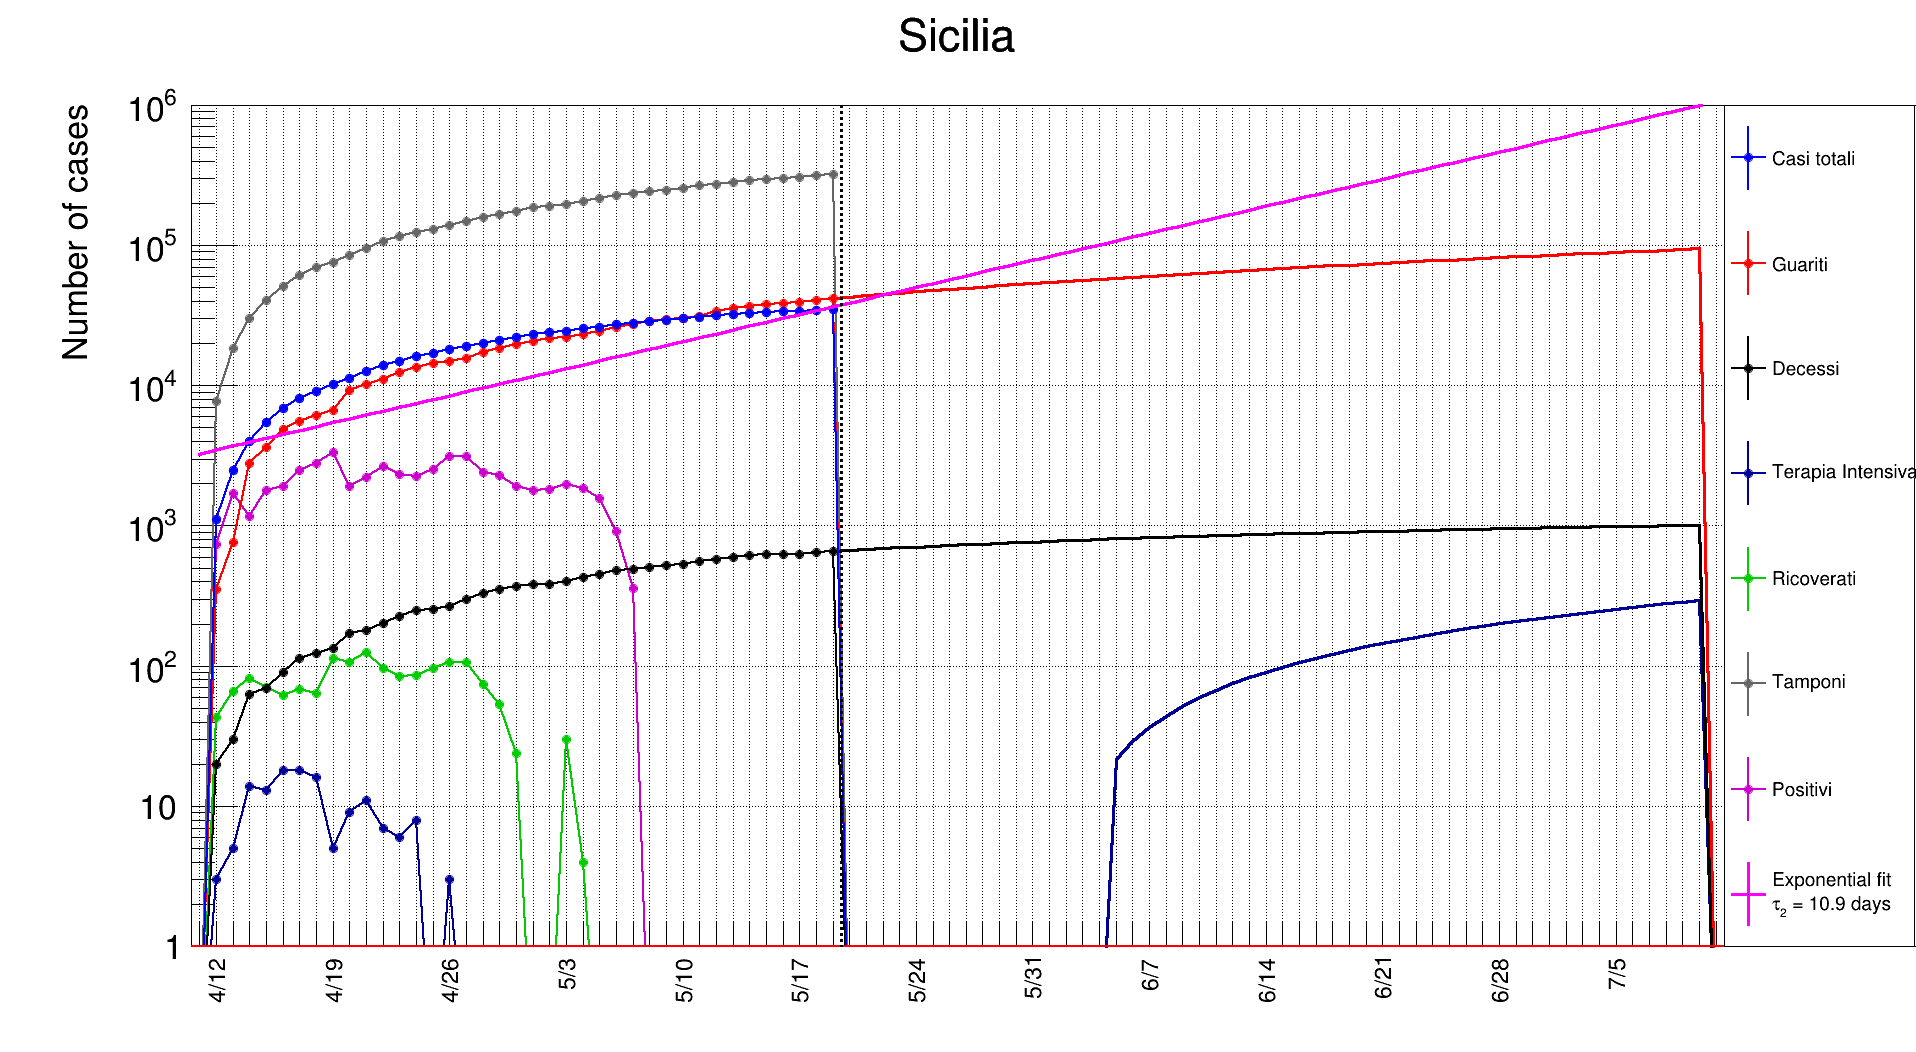 Sicilia
Number of cases
10^6
10^5
10^4
10^3
10^2
10
1
4/12
4/19
4/26
5/3
5/10
5/17
5/24
5/31
6/7
6/14
6/21
6/28
7/5
Casi totali
Guariti
Decessi
Terapia Intensiva
Ricoverati
Tamponi
Positivi
Exponential fit
τ₂ = 10.9 days